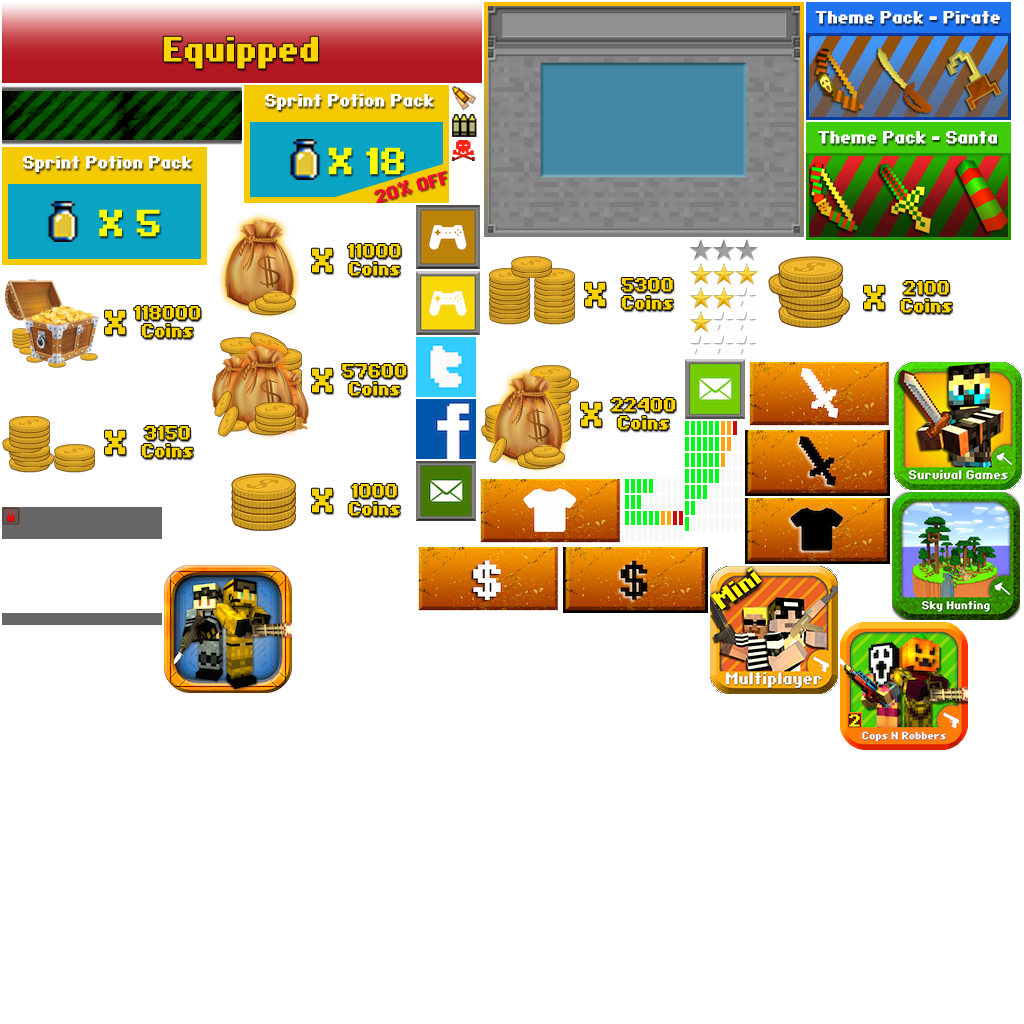 Equipped
Theme Pack - Pirate
Sprint Potion Pack
X 18
20% OFF
Theme Pack - Santa
Sprint Potion Pack
X 5
X 11000
Coins
X 5300
Coins
X 2100
Coins
X 118000
Coins
X 57600
Coins
X 22400
Coins
X 3150
Coins
Survival Games
X 1000
Coins
$
$
Sky Hunting
Mini
Multiplayer
2
Cops N Robbers